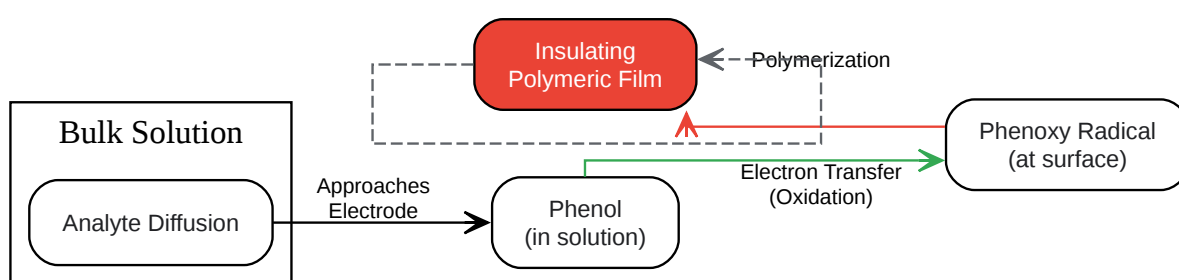 Insulating
Polymeric Film
Polymerization
Bulk Solution
Phenoxy Radical
(at surface)
Approaches
Electrode
Electron Transfer
(Oxidation)
Analyte Diffusion
Phenol
(in solution)